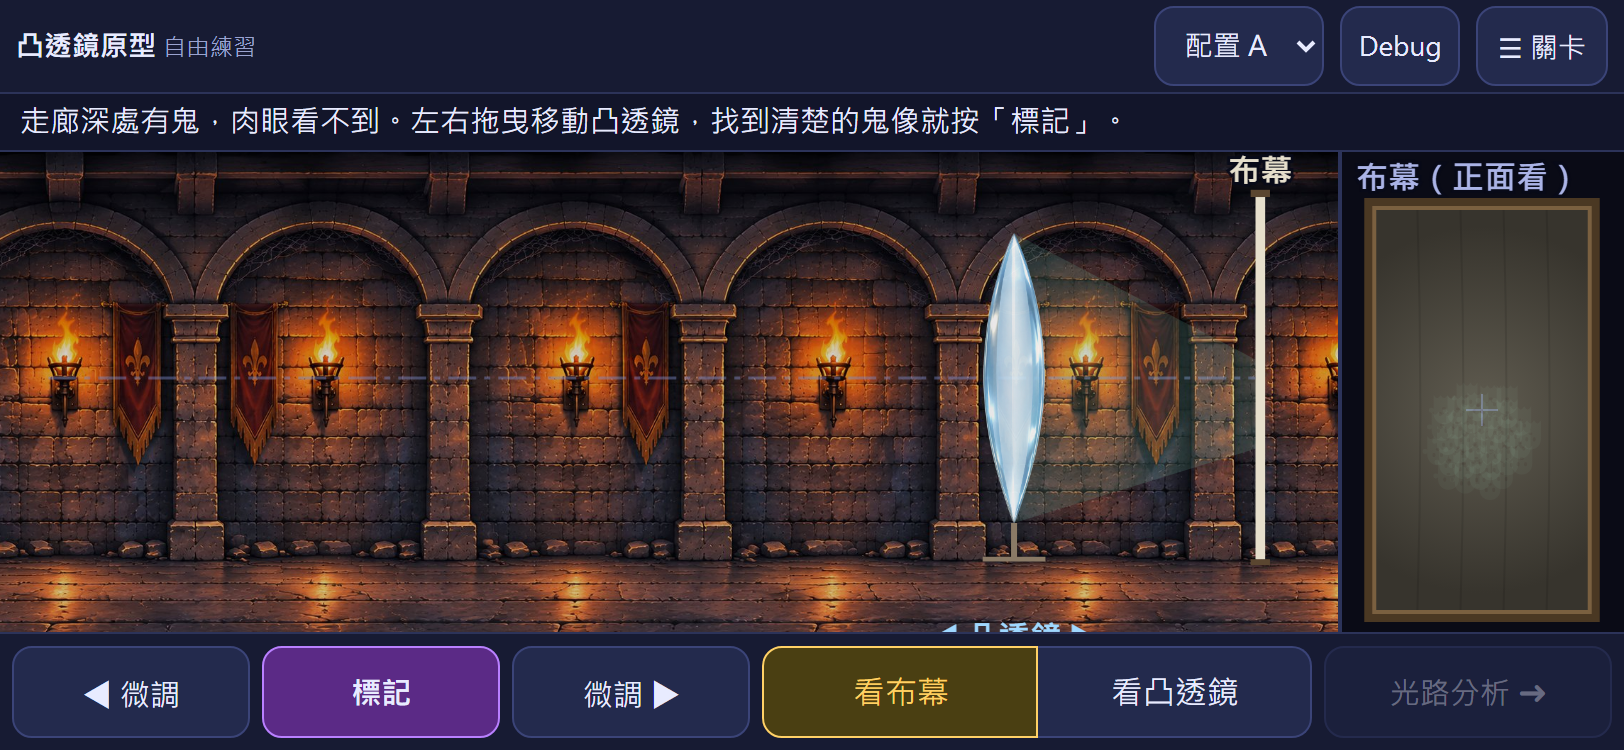 凸透鏡原型 自由練習
配置 A
Debug
☰ 關卡
走廊深處有鬼，肉眼看不到。左右拖曳移動凸透鏡，找到清楚的鬼像就按「標記」。
布幕
布幕（正面看）
◀ 凸透鏡 ▶
◀ 微調
標記
微調 ▶
看布幕
看凸透鏡
光路分析 →